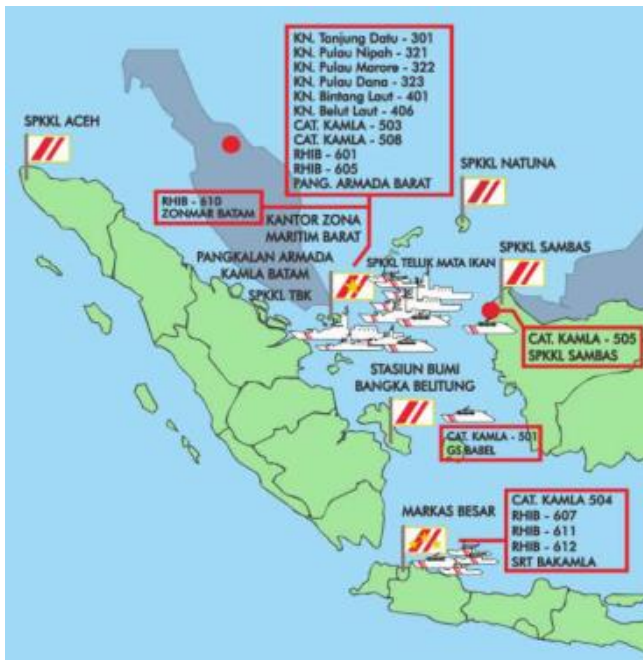 KN. Tanjung Datu - 301
KN. Pulau Nipah - 321
KN. Pulau Marore - 322
KN. Pulau Dana - 323
KN. Bintang Laut - 401
KN. Belut Laut - 406
CAT. KAMLA - 503
CAT. KAMLA - 508
RHIB - 601
RHIB - 605
PANG. ARMADA BARAT
SPKKL ACEH
SPKKL NATUNA
RHIB - 610
ZONMAR BATAM
KANTOR ZONA
MARITIM BARAT
PANGKALAN ARMADA
KAMLA BATAM
SPKKL TELUK MATA IKAN
SPKKL SAMBAS
SPKKL TBK
CAT. KAMLA - 505
SPKKL SAMBAS
STASIUN BUMI
BANGKA BELITUNG
CAT. KAMLA - 501
GS BABEL
MARKAS BESAR
CAT. KAMLA 504
RHIB - 607
RHIB - 611
RHIB - 612
SRT BAKAMLA